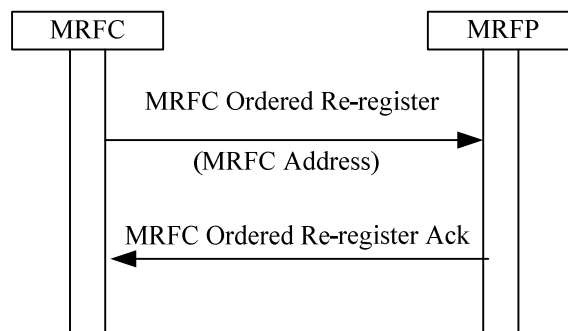 MRFC
MRFP
MRFC Ordered Re-register
(MRFC Address)
MRFC Ordered Re-register Ack